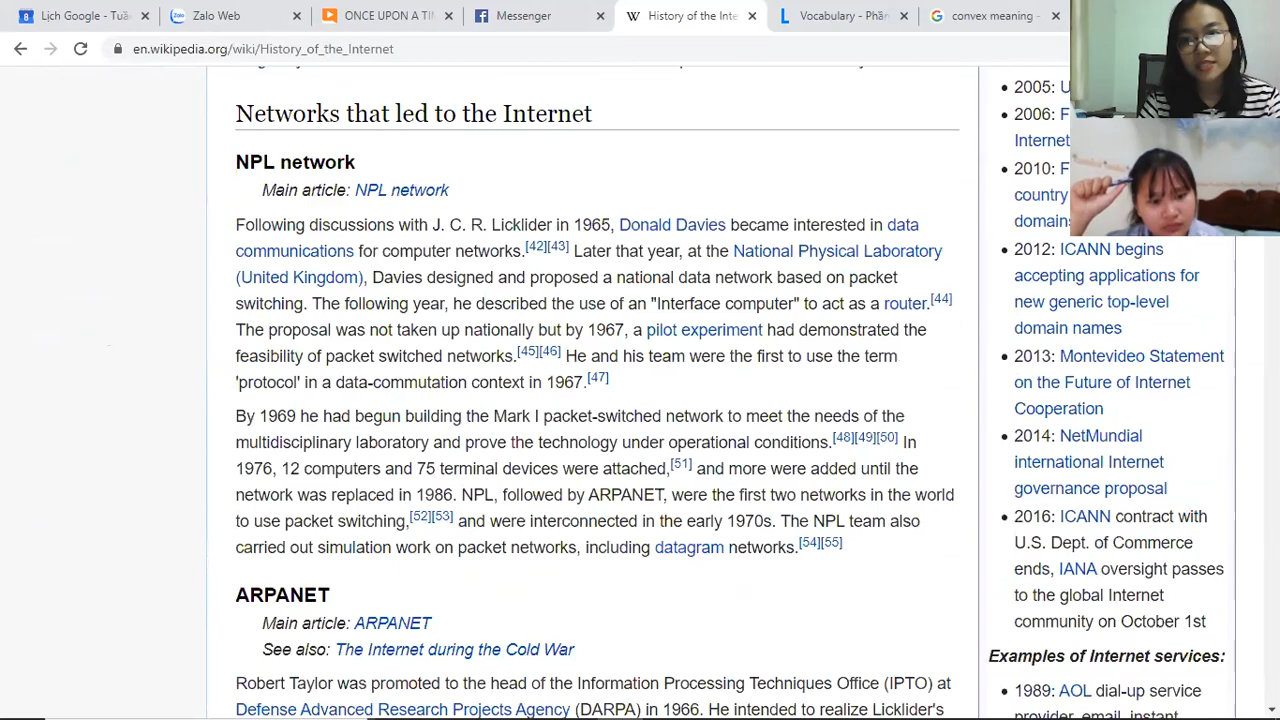 Lịch Google - Tuầ
Zalo Web
ONCE UPON A TI
Messenger
History of the Inte
Vocabulary - Phân
convex meaning -
en.wikipedia.org/wiki/History_of_the_Internet
Networks that led to the Internet
NPL network
Main article: NPL network
Following discussions with J. C. R. Licklider in 1965, Donald Davies became interested in data
communications for computer networks.[42][43] Later that year, at the National Physical Laboratory
(United Kingdom), Davies designed and proposed a national data network based on packet
switching. The following year, he described the use of an "Interface computer" to act as a router.[44]
The proposal was not taken up nationally but by 1967, a pilot experiment had demonstrated the
feasibility of packet switched networks.[45][46] He and his team were the first to use the term
'protocol' in a data-commutation context in 1967.[47]
By 1969 he had begun building the Mark I packet-switched network to meet the needs of the
multidisciplinary laboratory and prove the technology under operational conditions.[48][49][50] In
1976, 12 computers and 75 terminal devices were attached,[51] and more were added until the
network was replaced in 1986. NPL, followed by ARPANET, were the first two networks in the world
to use packet switching,[52][53] and were interconnected in the early 1970s. The NPL team also
carried out simulation work on packet networks, including datagram networks.[54][55]
ARPANET
Main article: ARPANET
See also: The Internet during the Cold War
Robert Taylor was promoted to the head of the Information Processing Techniques Office (IPTO) at
Defense Advanced Research Projects Agency (DARPA) in 1966. He intended to realize Licklider's
2005: U
2006: F
Internet
2010: F
country
domains
2012: ICANN begins
accepting applications for
new generic top-level
domain names
2013: Montevideo Statement
on the Future of Internet
Cooperation
2014: NetMundial
international Internet
governance proposal
2016: ICANN contract with
U.S. Dept. of Commerce
ends, IANA oversight passes
to the global Internet
community on October 1st
Examples of Internet services:
1989: AOL dial-up service
provider, email, instant